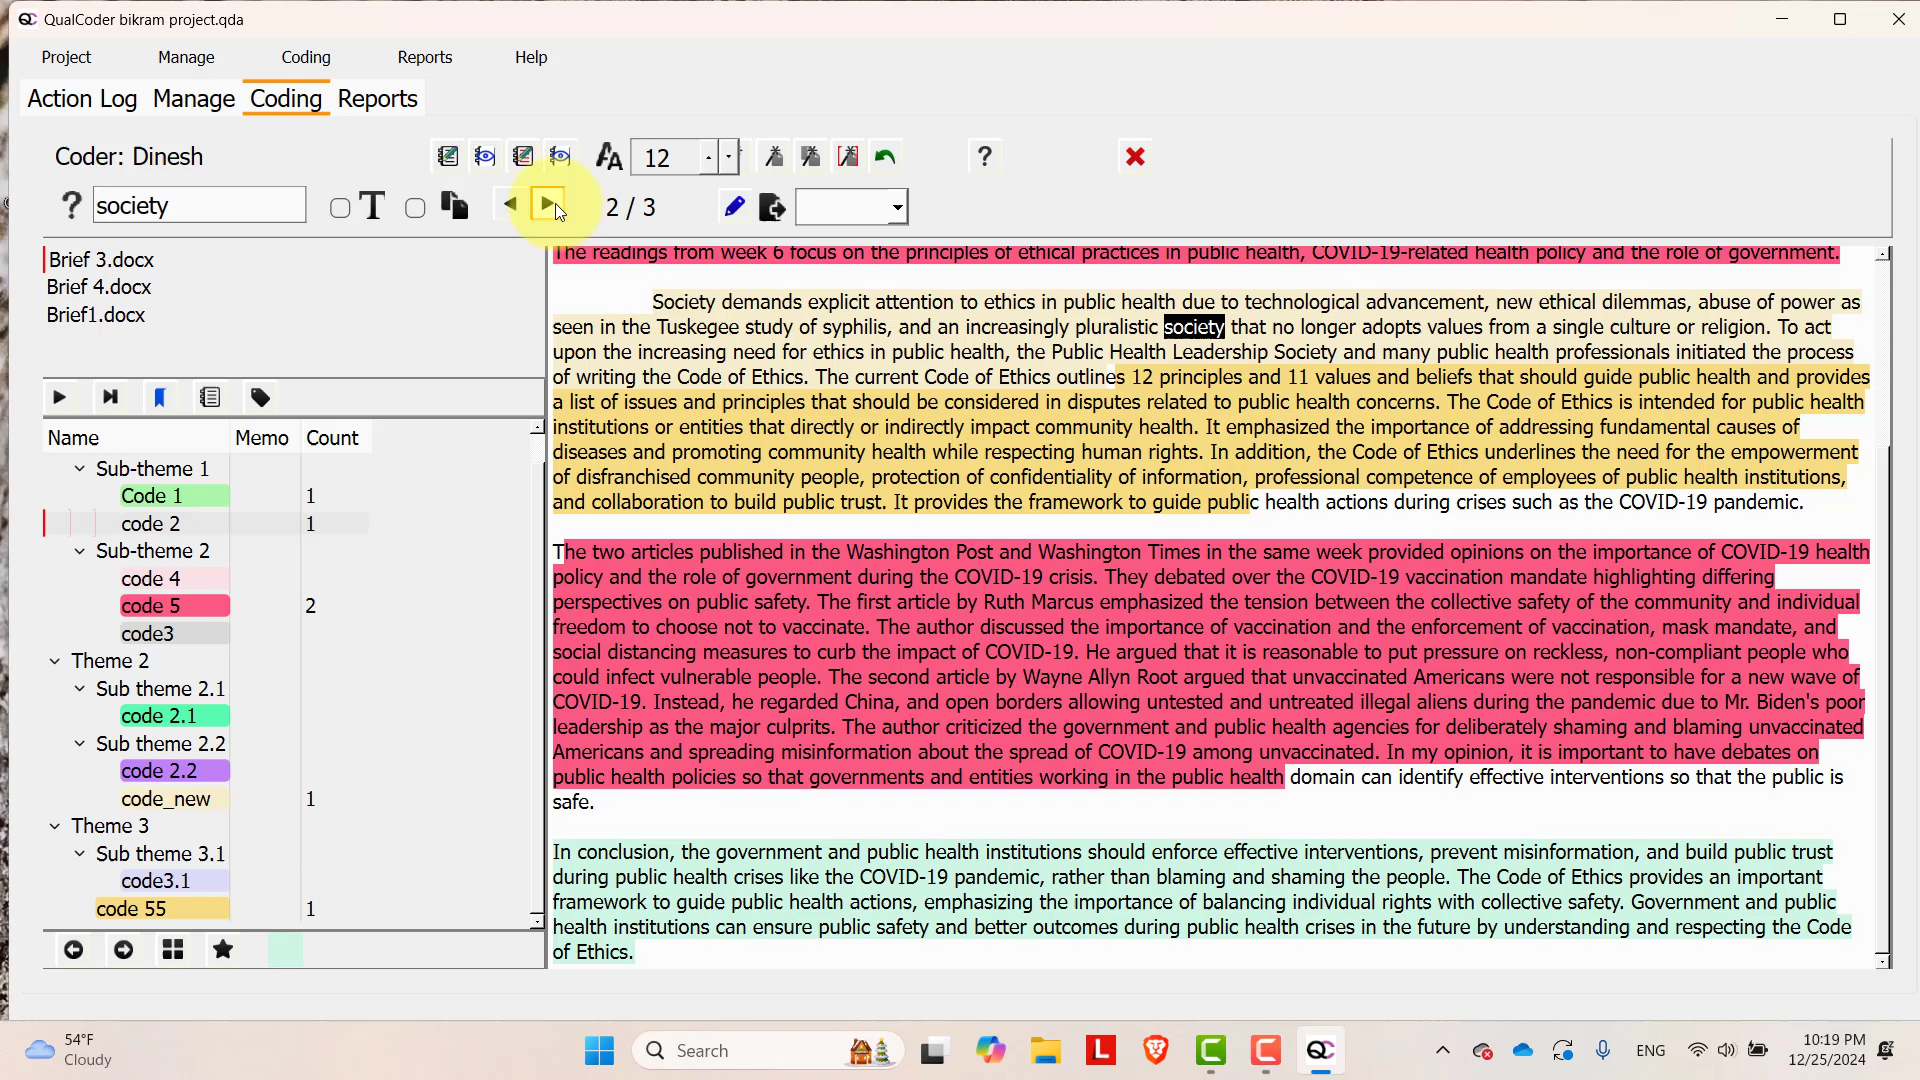 QualCoder bikram project.qda
Project Manage Coding Reports Help
Action Log Manage Coding Reports
Coder: Dinesh
12
?
? society
T
2 / 3
Brief 3.docx
Brief 4.docx
Brief1.docx
Name Memo Count
Sub-theme 1
Code 1 1
code 2 1
Sub-theme 2
code 4
code 5 2
code3
Theme 2
Sub theme 2.1
code 2.1
Sub theme 2.2
code 2.2
code_new 1
Theme 3
Sub theme 3.1
code3.1
code 55 1
The readings from week 6 focus on the principles of ethical practices in public health, COVID-19-related health policy and the role of government.
Society demands explicit attention to ethics in public health due to technological advancement, new ethical dilemmas, abuse of power as
seen in the Tuskegee study of syphilis, and an increasingly pluralistic society that no longer adopts values from a single culture or religion. To act
upon the increasing need for ethics in public health, the Public Health Leadership Society and many public health professionals initiated the process
of writing the Code of Ethics. The current Code of Ethics outlines 12 principles and 11 values and beliefs that should guide public health and provides
a list of issues and principles that should be considered in disputes related to public health concerns. The Code of Ethics is intended for public health
institutions or entities that directly or indirectly impact community health. It emphasized the importance of addressing fundamental causes of
diseases and promoting community health while respecting human rights. In addition, the Code of Ethics underlines the need for the empowerment
of disfranchised community people, protection of confidentiality of information, professional competence of employees of public health institutions,
and collaboration to build public trust. It provides the framework to guide public health actions during crises such as the COVID-19 pandemic.
The two articles published in the Washington Post and Washington Times in the same week provided opinions on the importance of COVID-19 health
policy and the role of government during the COVID-19 crisis. They debated over the COVID-19 vaccination mandate highlighting differing
perspectives on public safety. The first article by Ruth Marcus emphasized the tension between the collective safety of the community and individual
freedom to choose not to vaccinate. The author discussed the importance of vaccination and the enforcement of vaccination, mask mandate, and
social distancing measures to curb the impact of COVID-19. He argued that it is reasonable to put pressure on reckless, non-compliant people who
could infect vulnerable people. The second article by Wayne Allyn Root argued that unvaccinated Americans were not responsible for a new wave of
COVID-19. Instead, he regarded China, and open borders allowing untested and untreated illegal aliens during the pandemic due to Mr. Biden's poor
leadership as the major culprits. The author criticized the government and public health agencies for deliberately shaming and blaming unvaccinated
Americans and spreading misinformation about the spread of COVID-19 among unvaccinated. In my opinion, it is important to have debates on
public health policies so that governments and entities working in the public health domain can identify effective interventions so that the public is
safe.
In conclusion, the government and public health institutions should enforce effective interventions, prevent misinformation, and build public trust
during public health crises like the COVID-19 pandemic, rather than blaming and shaming the people. The Code of Ethics provides an important
framework to guide public health actions, emphasizing the importance of balancing individual rights with collective safety. Government and public
health institutions can ensure public safety and better outcomes during public health crises in the future by understanding and respecting the Code
of Ethics.
54°F
Cloudy
Search
ENG
10:19 PM
12/25/2024